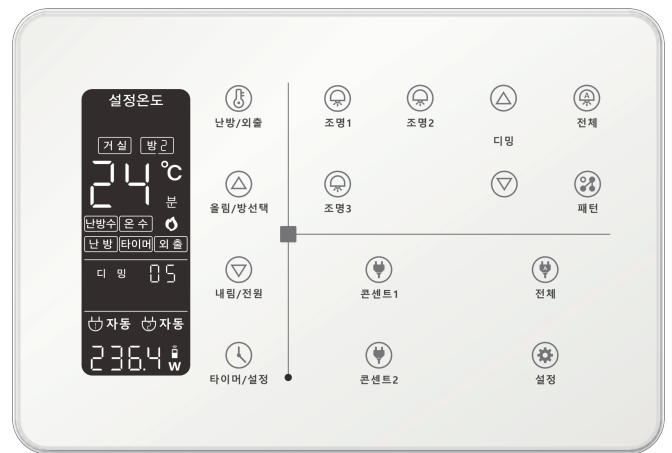 설정온도
거실 방2
24 °C
분
난방수 온수
난방 타이머 외출
디밍 05
1 자동 2 자동
236.4 W
난방/외출
올림/방선택
내림/전원
타이머/설정
조명1 조명2 A 전체
디밍
조명3 패턴
콘센트1 A 전체
콘센트2 설정